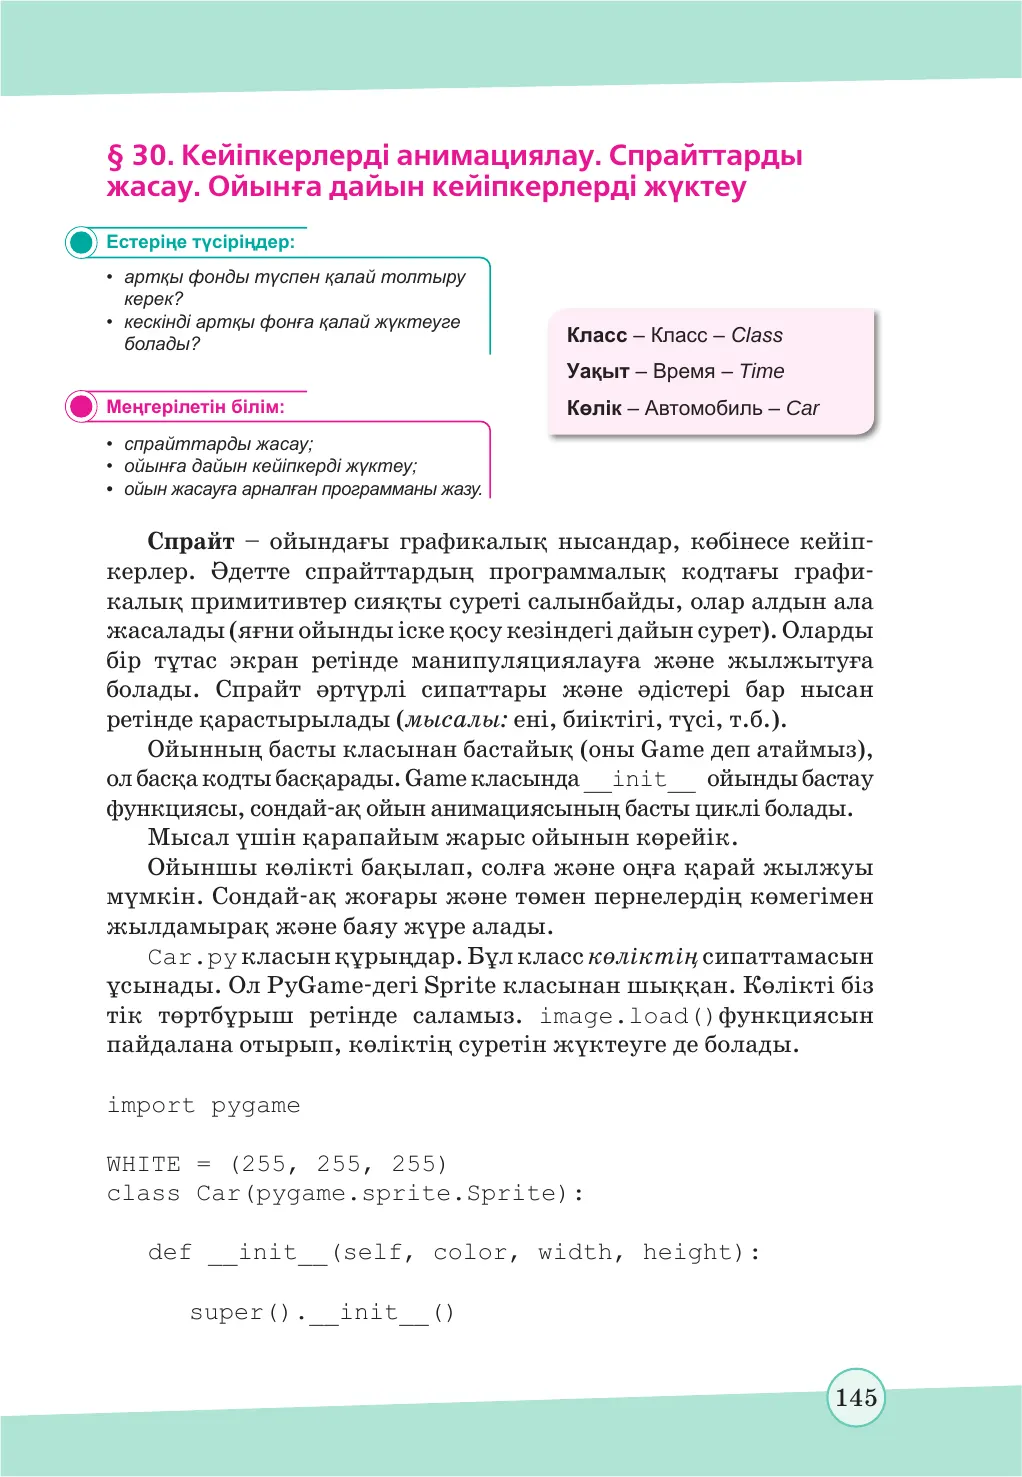 § 30. Кейіпкерлерді анимациялау. Спрайттарды
жасау. Ойынға дайын кейіпкерлерді жүктеу
Естеріңе түсіріңдер:
• артқы фонды түспен қалай толтыру
керек?
• кескінді артқы фонға қалай жүктеуге
болады?
Класс – Класс – Class
Уақыт – Время – Time
Көлік – Автомобиль – Car
Меңгерілетін білім:
• спрайттарды жасау;
• ойынға дайын кейіпкерді жүктеу;
• ойын жасауға арналған программаны жазу.
Спрайт – ойындағы графикалық нысандар, көбінесе кейіп-
керлер. Әдетте спрайттардың программалық кодтағы графи-
калық примитивтер сияқты суреті салынбайды, олар алдын ала
жасалады (яғни ойынды іске қосу кезіндегі дайын сурет). Оларды
бір тұтас экран ретінде манипуляциялауға және жылжытуға
болады. Спрайт әртүрлі сипаттары және әдістері бар нысан
ретінде қарастырылады (мысалы: ені, биіктігі, түсі, т.б.).
Ойынның басты класынан бастайық (оны Game деп атаймыз),
ол басқа кодты басқарады. Game класында __init__ ойынды бастау
функциясы, сондай-ақ ойын анимациясының басты циклі болады.
Мысал үшін қарапайым жарыс ойынын көрейік.
Ойыншы көлікті бақылап, солға және оңға қарай жылжуы
мүмкін. Сондай-ақ жоғары және төмен пернелердің көмегімен
жылдамырақ және баяу жүре алады.
Car.py класын құрыңдар. Бұл класс көліктің сипаттамасын
ұсынады. Ол PyGame-дегі Sprite класынан шыққан. Көлікті біз
тік төртбұрыш ретінде саламыз. image.load()функциясын
пайдалана отырып, көліктің суретін жүктеуге де болады.
import pygame
WHITE = (255, 255, 255)
class Car(pygame.sprite.Sprite):
def __init__(self, color, width, height):
super().__init__()
145